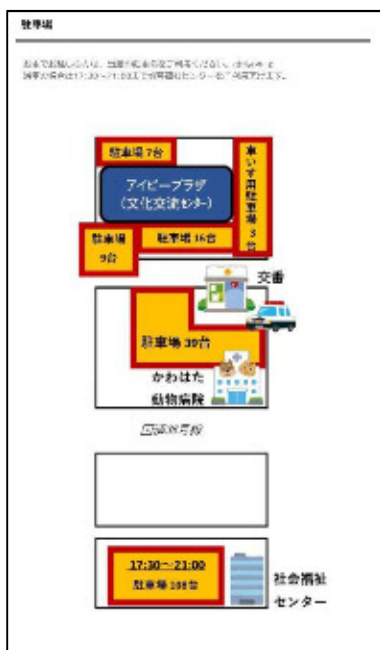 駐車場
駐車場 7台
車いす用駐車場 3台
アイビープラザ
(文化交流センター)
駐車場
9台
駐車場 16台
交番
駐車場 39台
かわはた
動物病院
17:30~21:00
駐車場 108台
社会福祉
センター